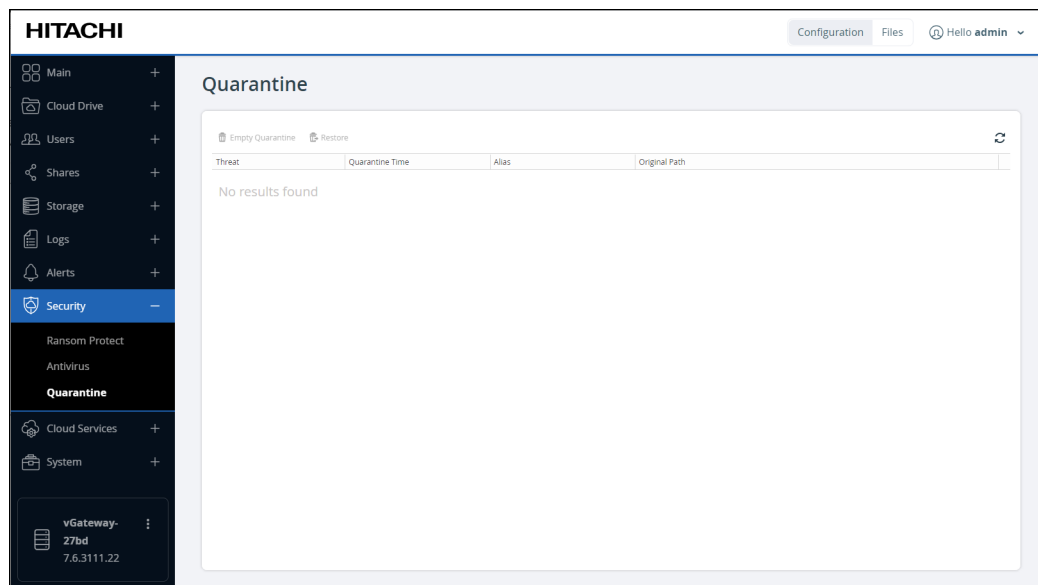 HITACHI
Configuration Files Hello admin
Main
Cloud Drive
Users
Shares
Storage
Logs
Alerts
Security
Ransom Protect
Antivirus
Quarantine
Cloud Services
System
vGateway-
27bd
7.6.3111.22
Quarantine
Empty Quarantine Restore
Threat Quarantine Time Alias Original Path
No results found